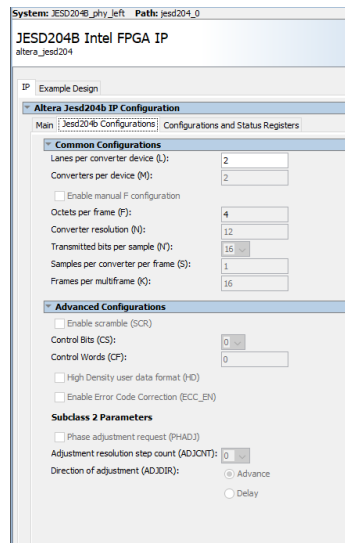 System: JESD204B_phy_left Path: jesd204_0
JESD204B Intel FPGA IP
altera_jesd204
IP Example Design
Altera Jesd204b IP Configuration
Main Jesd204b Configurations Configurations and Status Registers
Common Configurations
Lanes per converter device (L): 2
Converters per device (M): 2
Enable manual F configuration
Octets per frame (F): 4
Converter resolution (N): 12
Transmitted bits per sample (N'): 16
Samples per converter per frame (S): 1
Frames per multiframe (K): 16
Advanced Configurations
Enable scramble (SCR)
Control Bits (CS): 0
Control Words (CF): 0
High Density user data format (HD)
Enable Error Code Correction (ECC_EN)
Subclass 2 Parameters
Phase adjustment request (PHADJ)
Adjustment resolution step count (ADJCNT): 0
Direction of adjustment (ADJDIR): Advance
Delay